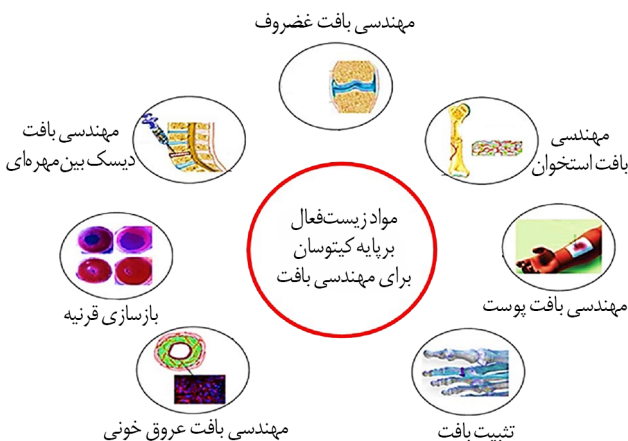 مهندسی بافت غضروف
مهندسی
بافت استخوان
مهندسی بافت
دیسک بین‌مهره‌ای
مواد زیست‌فعال
برپایه کیتوسان
برای مهندسی بافت
مهندسی بافت پوست
بازسازی قرنیه
تثبیت بافت
مهندسی بافت عروق خونی